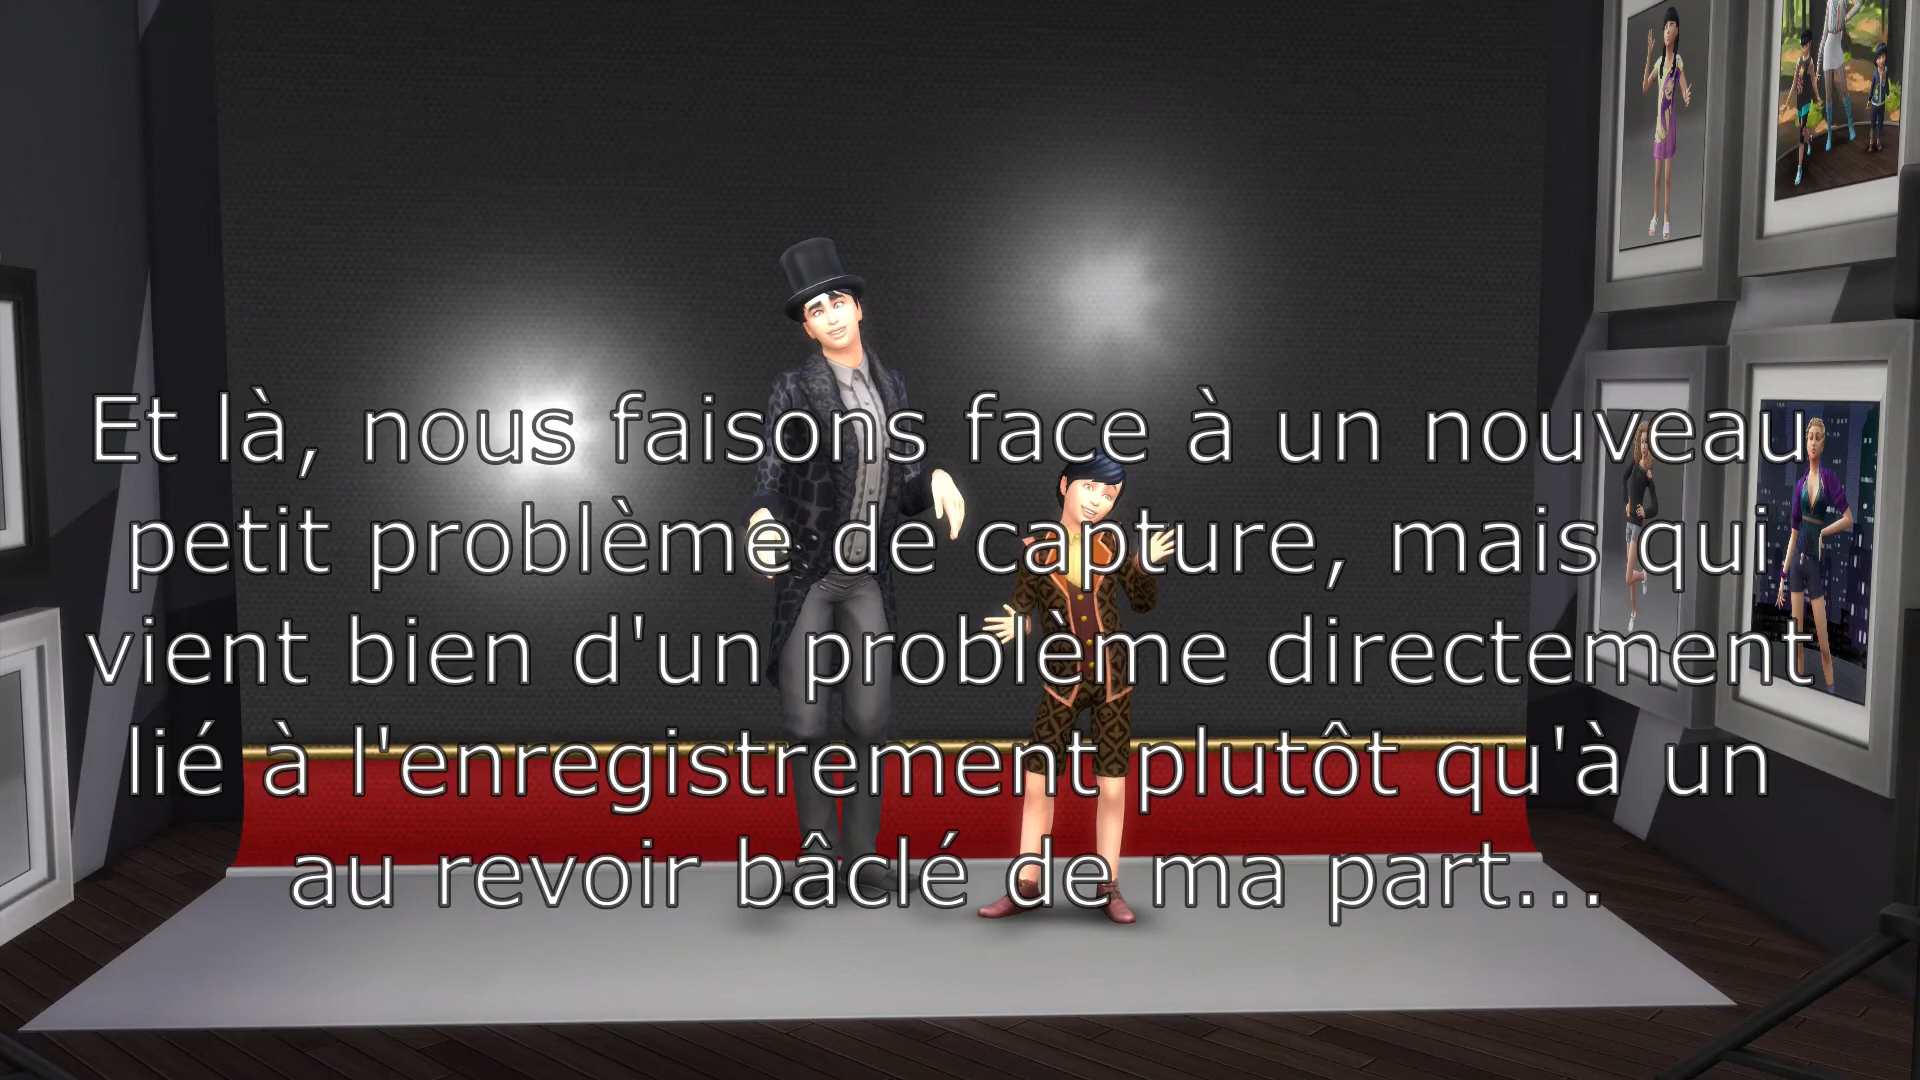 Et là, nous faisons face à un nouveau
petit problème de capture, mais qui
vient bien d'un problème directement
lié à l'enregistrement plutôt qu'à un
au revoir bâclé de ma part...